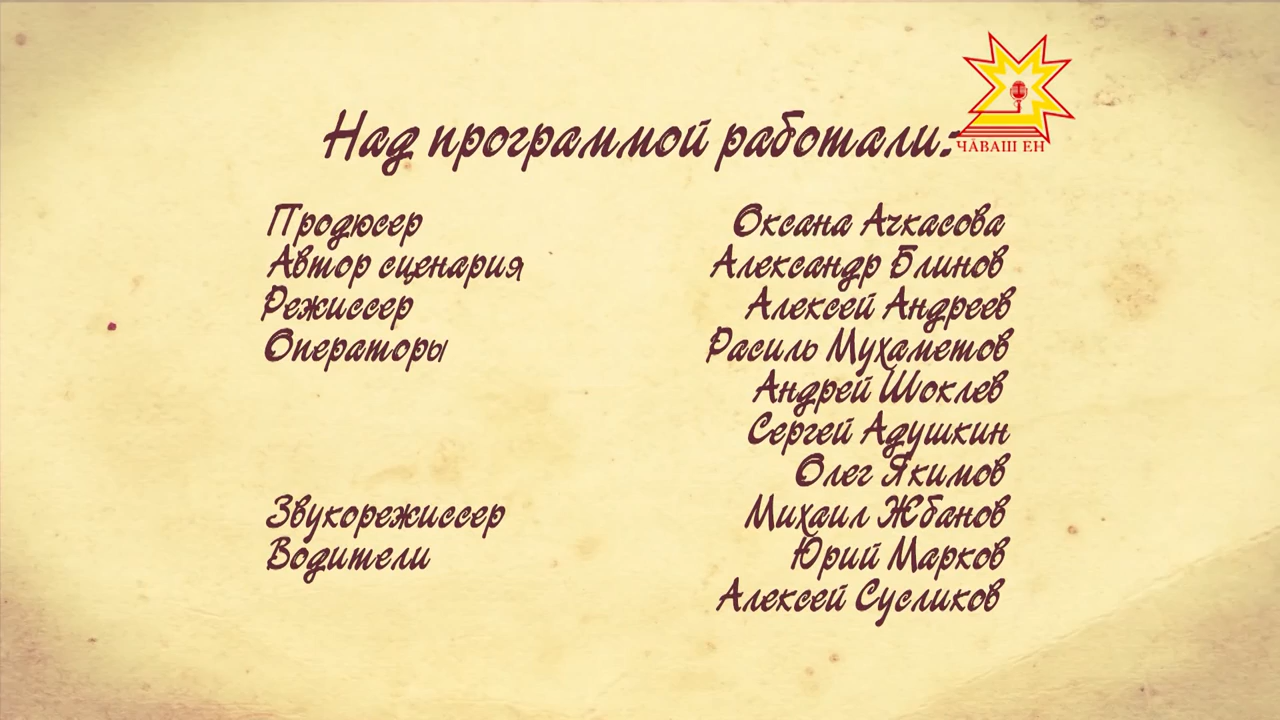 Над программой работали:
ЧӐВАШ ЕН
Продюсер Оксана Ачкасова
Автор сценария Александр Блинов
Режиссер Алексей Андреев
Операторы Расиль Мухаметов
Андрей Шоклев
Сергей Адушкин
Олег Якимов
Звукорежиссер Михаил Жбанов
Водители Юрий Марков
Алексей Сусликов